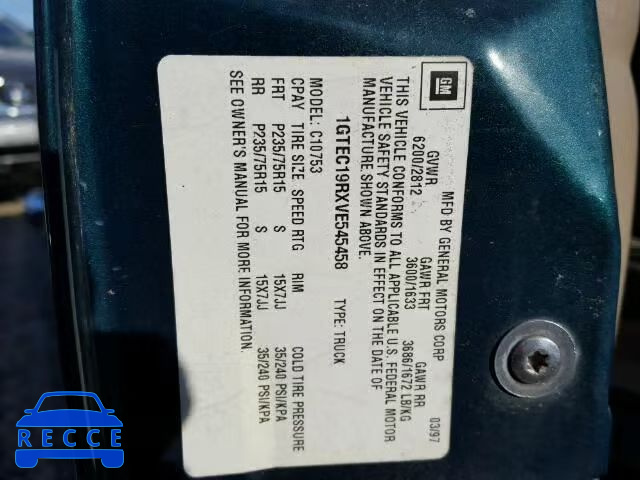 GM
MFD BY GENERAL MOTORS CORP 03/97
GVWR GAWR FRT GAWR RR
6200/2812 3600/1633 3686/1672 LB/KG
THIS VEHICLE CONFORMS TO ALL APPLICABLE U.S. FEDERAL MOTOR
VEHICLE SAFETY STANDARDS IN EFFECT ON THE DATE OF
MANUFACTURE SHOWN ABOVE.
1GTEC19RXVE545458 TYPE: TRUCK
MODEL: C10753
CPAY TIRE SIZE SPEED RTG RIM COLD TIRE PRESSURE
FRT P235/75R15 S 15X7JJ 35/240 PSI/KPA
RR P235/75R15 S 15X7JJ 35/240 PSI/KPA
SEE OWNER'S MANUAL FOR MORE INFORMATION.
RECCE